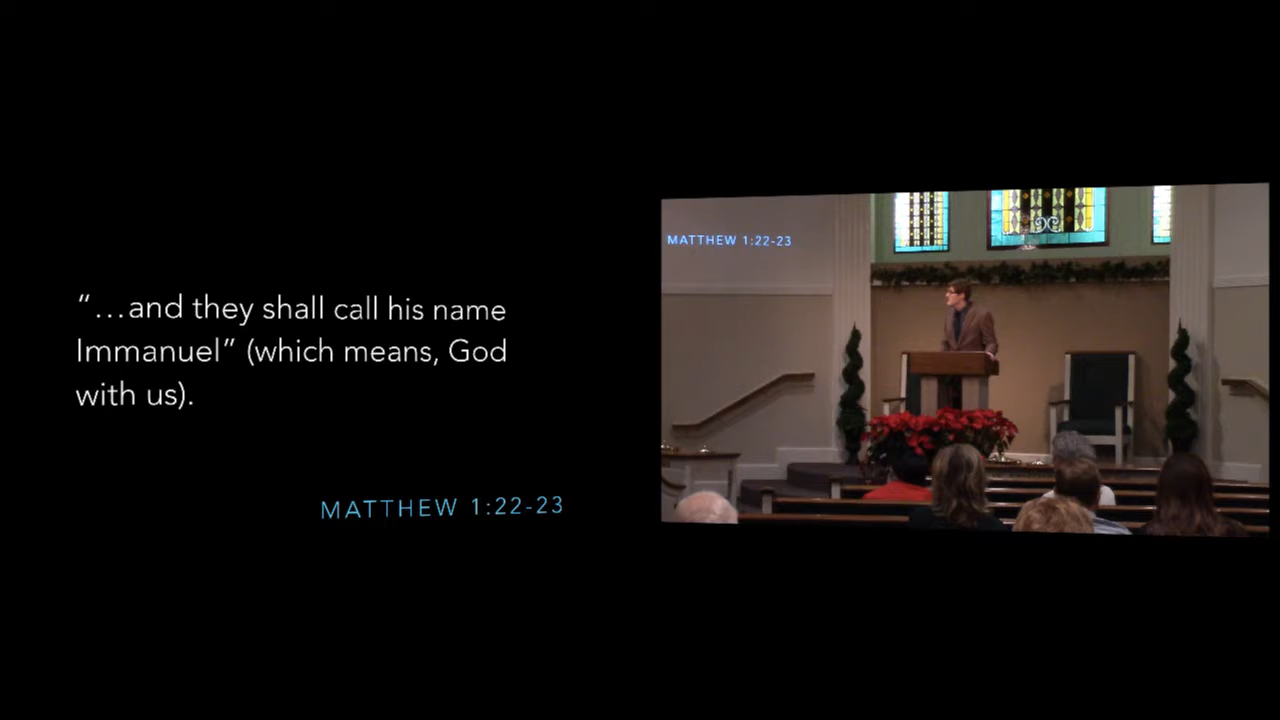 “…and they shall call his name
Immanuel” (which means, God
with us).
MATTHEW 1:22-23
MATTHEW 1:22-23